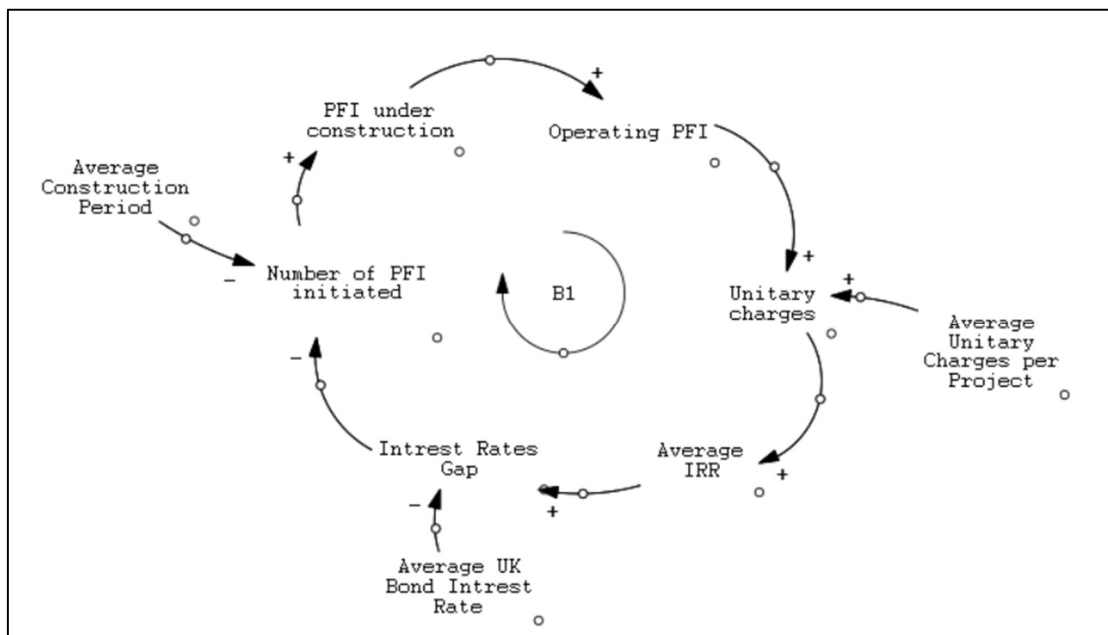 PFI under
construction
+
Operating PFI
+
Average
Construction
Period
–
Number of PFI
initiated
+
B1
Unitary
charges
+
Average
Unitary
Charges per
Project
+
Average
IRR
+
Intrest Rates
Gap
–
–
Average UK
Bond Intrest
Rate